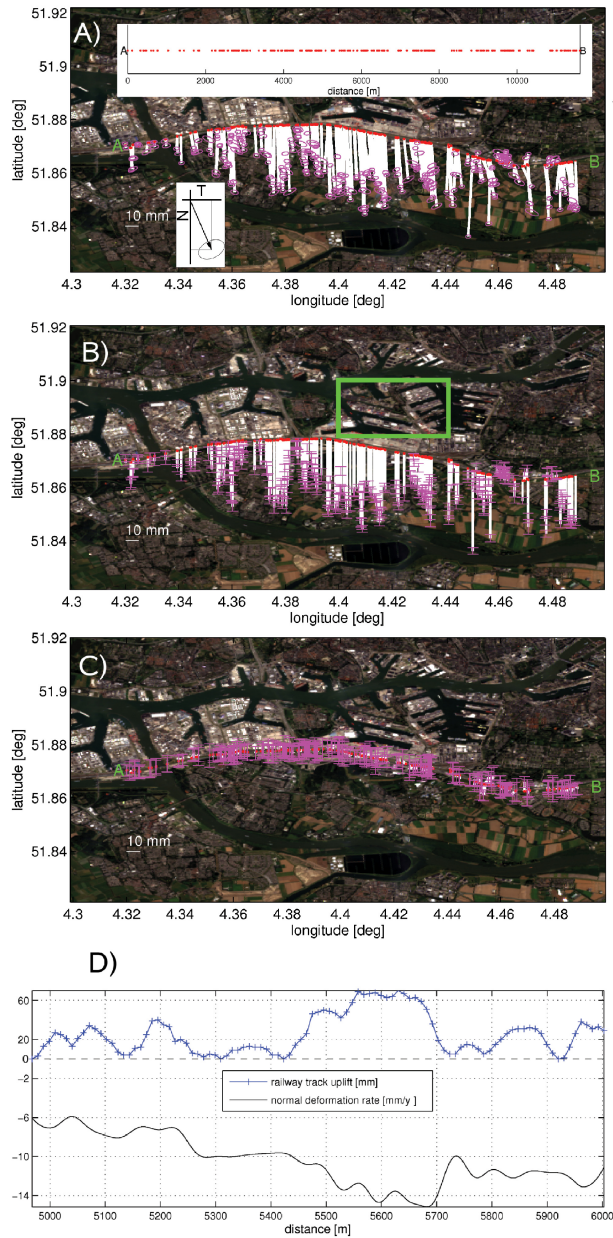 A)
51.92
51.9
51.88
51.86
51.84
latitude [deg]
A
B
0
2000
4000
6000
8000
10000
distance [m]
A
B
T
N
10 mm
4.3
4.32
4.34
4.36
4.38
4.4
4.42
4.44
4.46
4.48
longitude [deg]
B)
51.92
51.9
51.88
51.86
51.84
latitude [deg]
A
B
10 mm
4.3
4.32
4.34
4.36
4.38
4.4
4.42
4.44
4.46
4.48
longitude [deg]
C)
51.92
51.9
51.88
51.86
51.84
latitude [deg]
A
B
10 mm
4.3
4.32
4.34
4.36
4.38
4.4
4.42
4.44
4.46
4.48
longitude [deg]
D)
60
20
0
−2
−6
−10
−14
railway track uplift [mm]
normal deformation rate [mm/y ]
5000
5100
5200
5300
5400
5500
5600
5700
5800
5900
6000
distance [m]